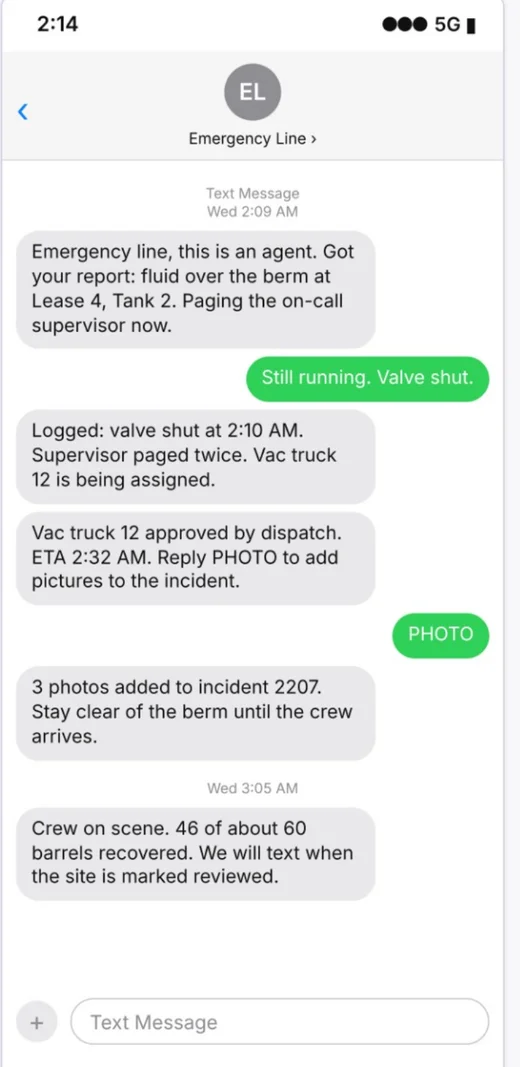 2:14
5G
EL
Emergency Line ›
Text Message
Wed 2:09 AM
Emergency line, this is an agent. Got
your report: fluid over the berm at
Lease 4, Tank 2. Paging the on-call
supervisor now.
Still running. Valve shut.
Logged: valve shut at 2:10 AM.
Supervisor paged twice. Vac truck
12 is being assigned.
Vac truck 12 approved by dispatch.
ETA 2:32 AM. Reply PHOTO to add
pictures to the incident.
PHOTO
3 photos added to incident 2207.
Stay clear of the berm until the crew
arrives.
Wed 3:05 AM
Crew on scene. 46 of about 60
barrels recovered. We will text when
the site is marked reviewed.
Text Message